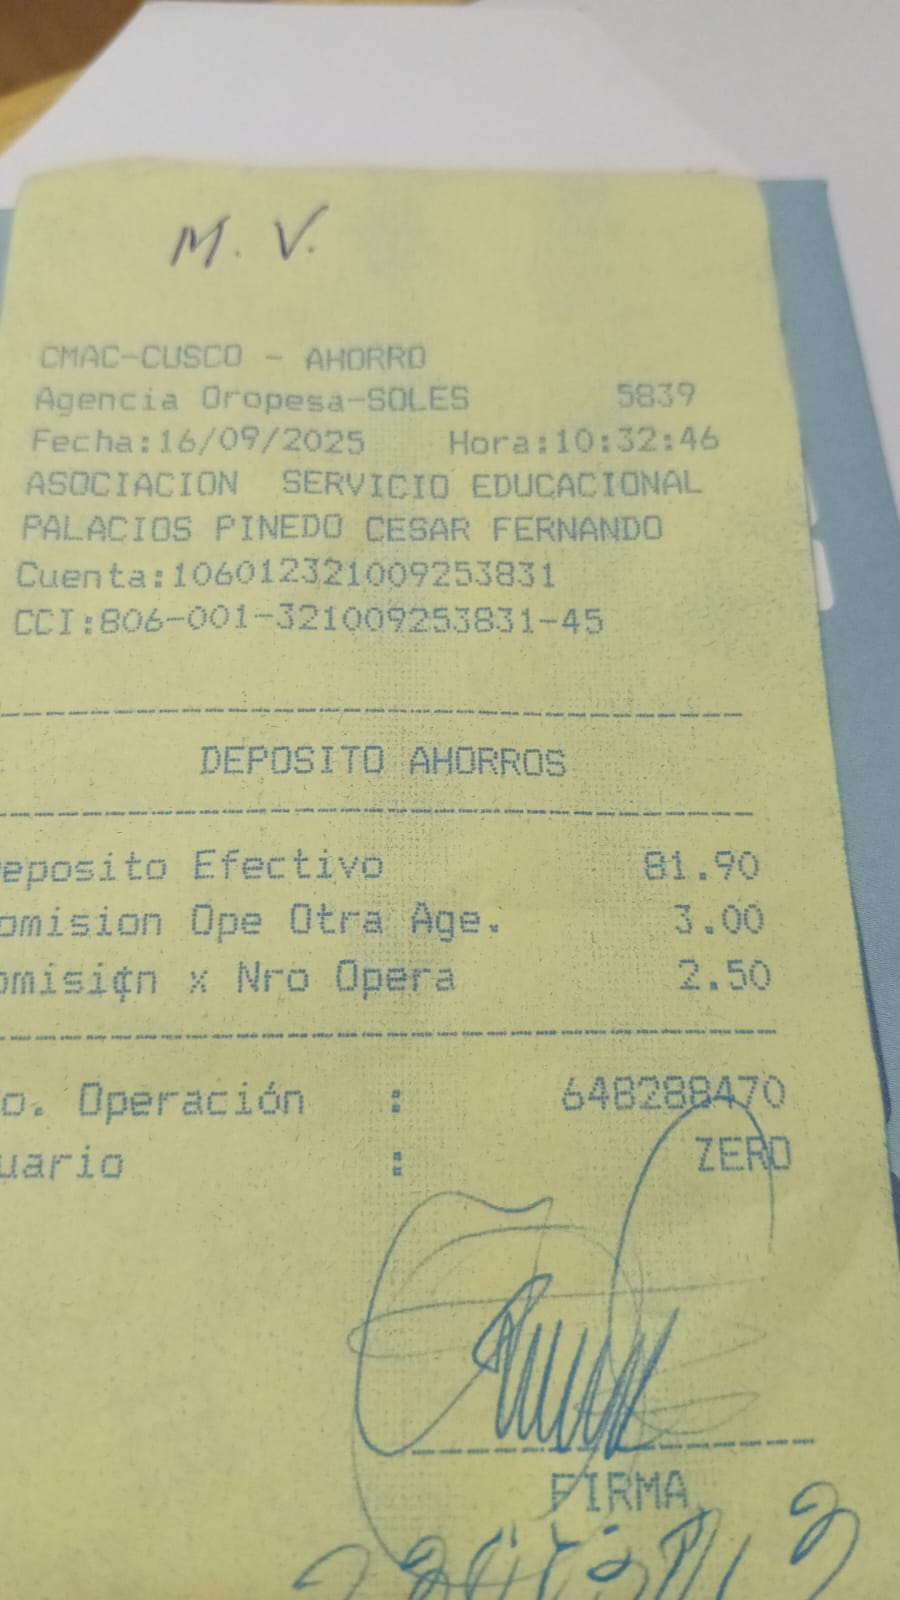 M. V.
CMAC-CUSCO - AHORRO
Agencia Oropesa-SOLES 5839
Fecha:16/09/2025 Hora:10:32:46
ASOCIACION SERVICIO EDUCACIONAL
PALACIOS PINEDO CESAR FERNANDO
Cuenta:106012321009253831
CCI:806-001-321009253831-45
DEPOSITO AHORROS
eposito Efectivo 81.90
omision Ope Otra Age. 3.00
omisión x Nro Opera 2.50
o. Operación : 648288470
uario : ZERO
FIRMA